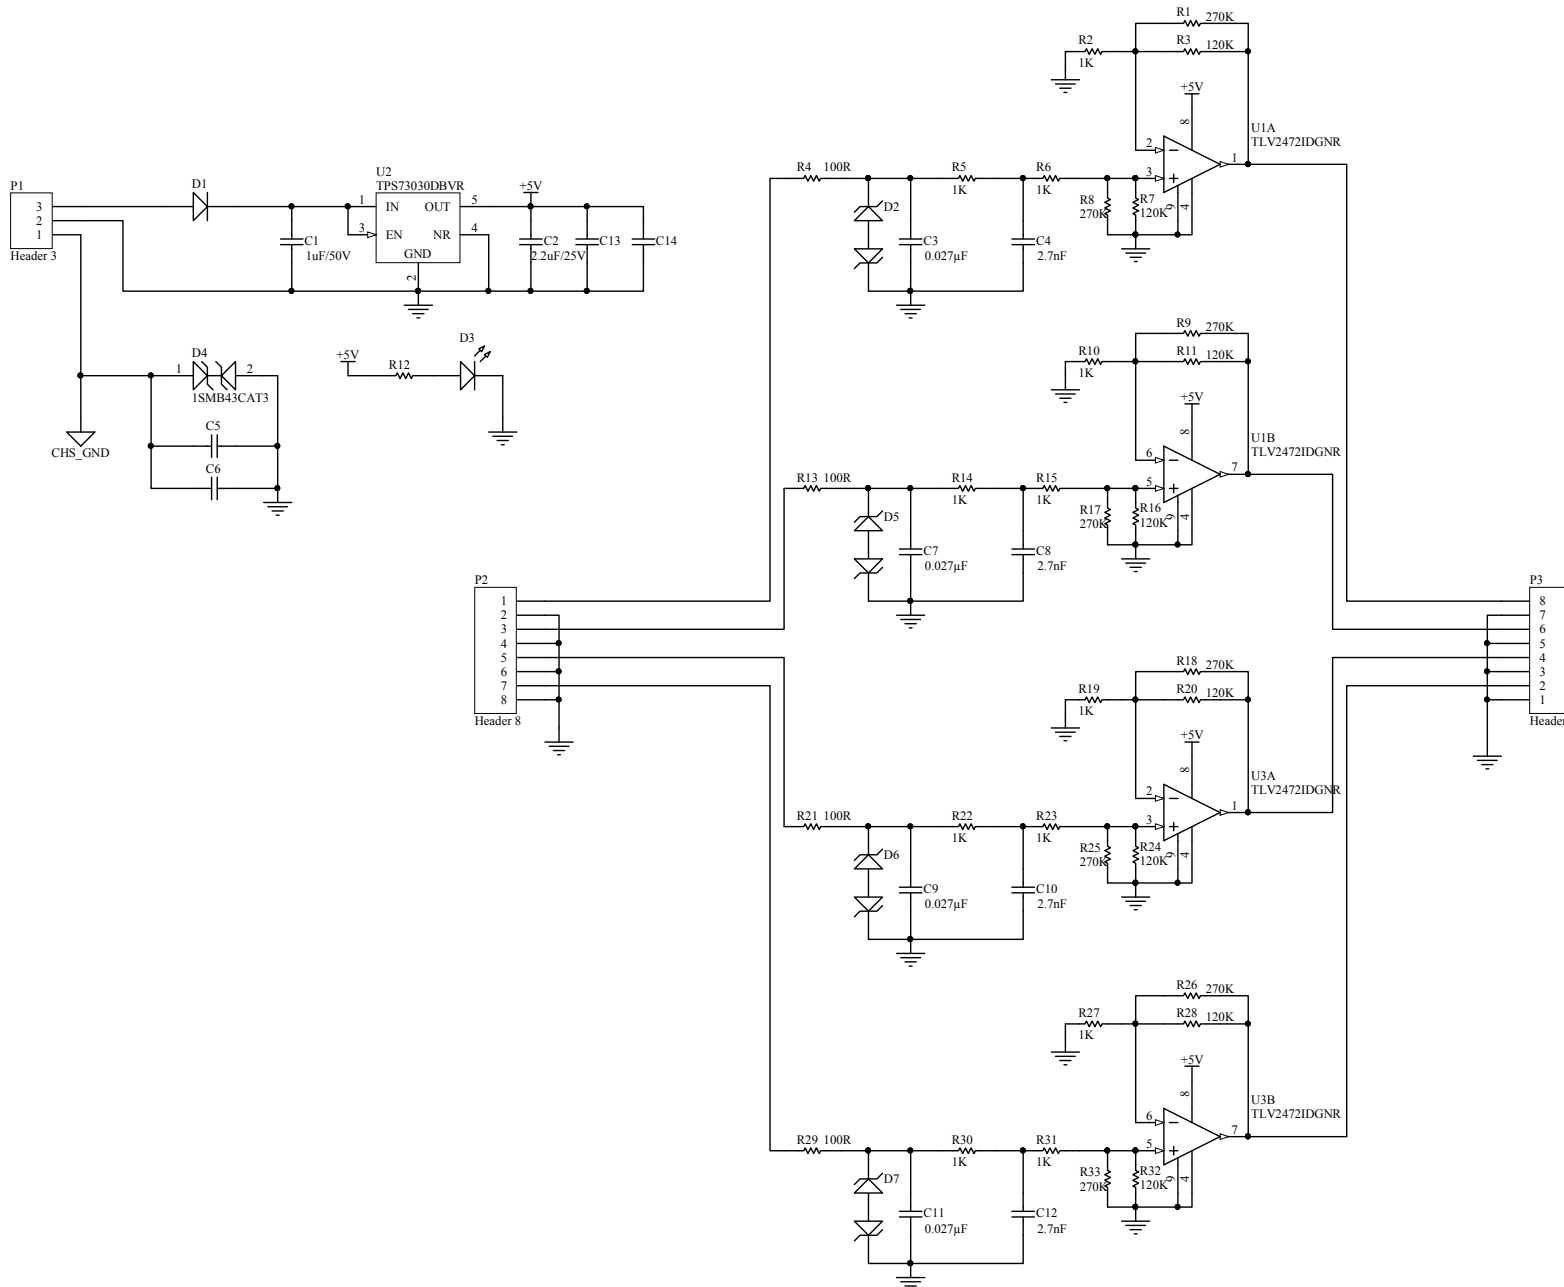 R1 270K
R2
1K
R3 120K
+5V
8
U1A
TLV2472IDGNR
2
3
1
9
4
R4 100R
R5
1K
R6
1K
D2
C3
0.027µF
C4
2.7nF
R8
270K
R7
120K
P1
3
2
1
Header 3
D1
U2
TPS73030DBVR
1 IN OUT 5
3 EN NR 4
GND
2
+5V
C1
1uF/50V
C2
2.2uF/25V
C13
C14
D4
1 2
1SMB43CAT3
C5
C6
CHS_GND
+5V
R12
D3
R9 270K
R10
1K
R11 120K
+5V
8
U1B
TLV2472IDGNR
6
5
7
9
4
R13 100R
R14
1K
R15
1K
D5
C7
0.027µF
C8
2.7nF
R17
270K
R16
120K
P2
1
2
3
4
5
6
7
8
Header 8
P3
8
7
6
5
4
3
2
1
Header
R18 270K
R19
1K
R20 120K
+5V
8
U3A
TLV2472IDGNR
2
3
1
9
4
R21 100R
R22
1K
R23
1K
D6
C9
0.027µF
C10
2.7nF
R25
270K
R24
120K
R26 270K
R27
1K
R28 120K
+5V
8
U3B
TLV2472IDGNR
6
5
7
9
4
R29 100R
R30
1K
R31
1K
D7
C11
0.027µF
C12
2.7nF
R33
270K
R32
120K